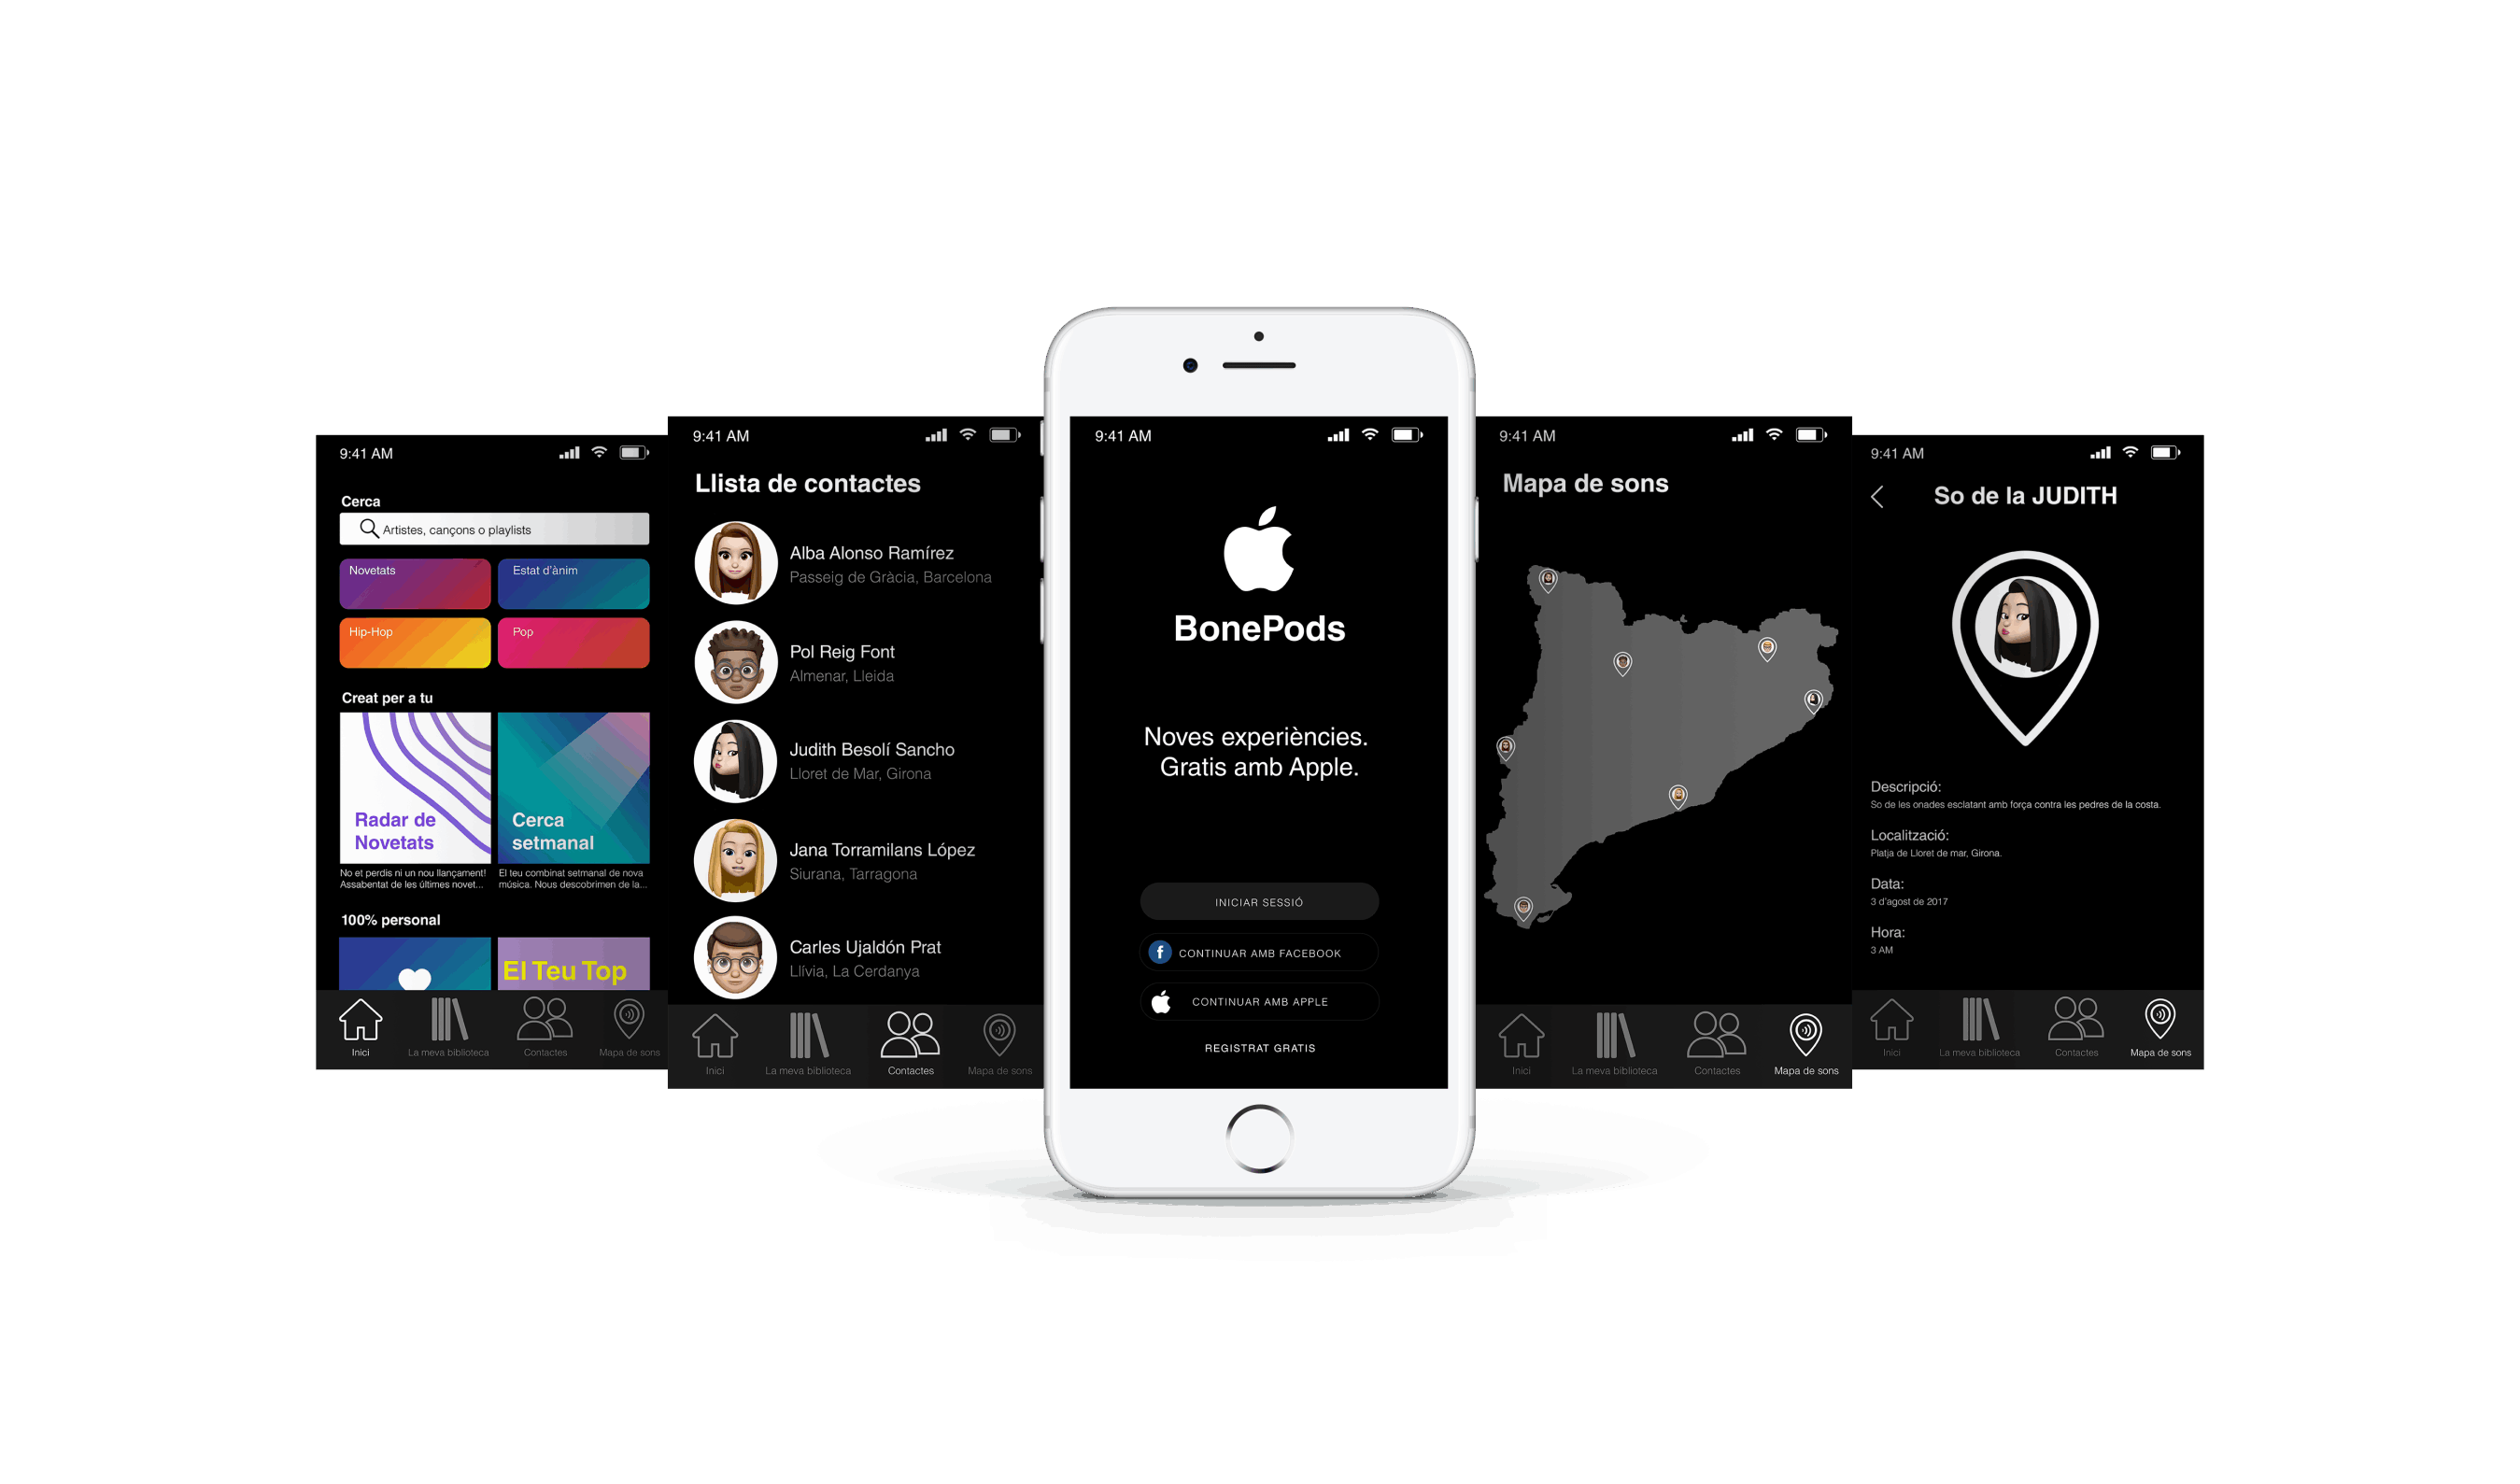 9:41 AM
Cerca
Artistes, cançons o playlists
Novetats
Estat d'ànim
Hip-Hop
Pop
Creat per a tu
Radar de
Novetats
Cerca
setmanal
No et perdis ni un nou llançament!
Assabentat de les últimes novet...
El teu combinat setmanal de nova
música. Nous descobrimen de la...
100% personal
El Teu Top
Inici
La meva biblioteca
Contactes
Mapa de sons
9:41 AM
Llista de contactes
Alba Alonso Ramírez
Passeig de Gràcia, Barcelona
Pol Reig Font
Almenar, Lleida
Judith Besolí Sancho
Lloret de Mar, Girona
Jana Torramilans López
Siurana, Tarragona
Carles Ujaldón Prat
Llívia, La Cerdanya
Inici
La meva biblioteca
Contactes
Mapa de sons
9:41 AM
BonePods
Noves experiències.
Gratis amb Apple.
INICIAR SESSIÓ
f CONTINUAR AMB FACEBOOK
CONTINUAR AMB APPLE
REGISTRAT GRATIS
9:41 AM
Mapa de sons
Inici
La meva biblioteca
Contactes
Mapa de sons
9:41 AM
So de la JUDITH
Descripció:
So de les onades esclatant amb força contra les pedres de la costa.
Localització:
Platja de Lloret de mar, Girona.
Data:
3 d'agost de 2017
Hora:
3 AM
Inici
La meva biblioteca
Contactes
Mapa de sons